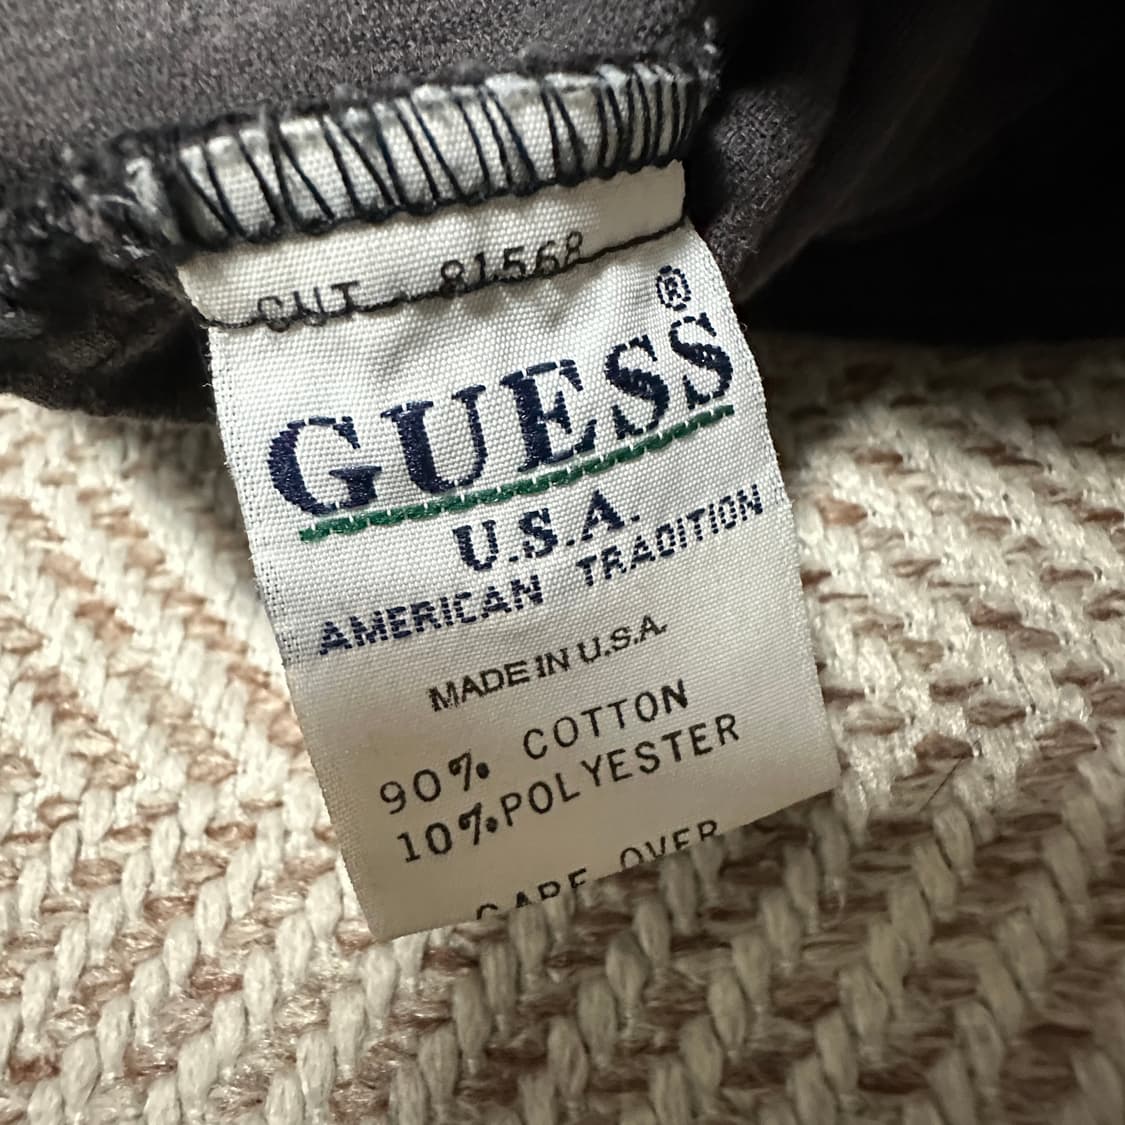 CUT 81568
GUESS®
U.S.A.
AMERICAN TRADITION
MADE IN U.S.A.
90% COTTON
10% POLYESTER
CARE OVER